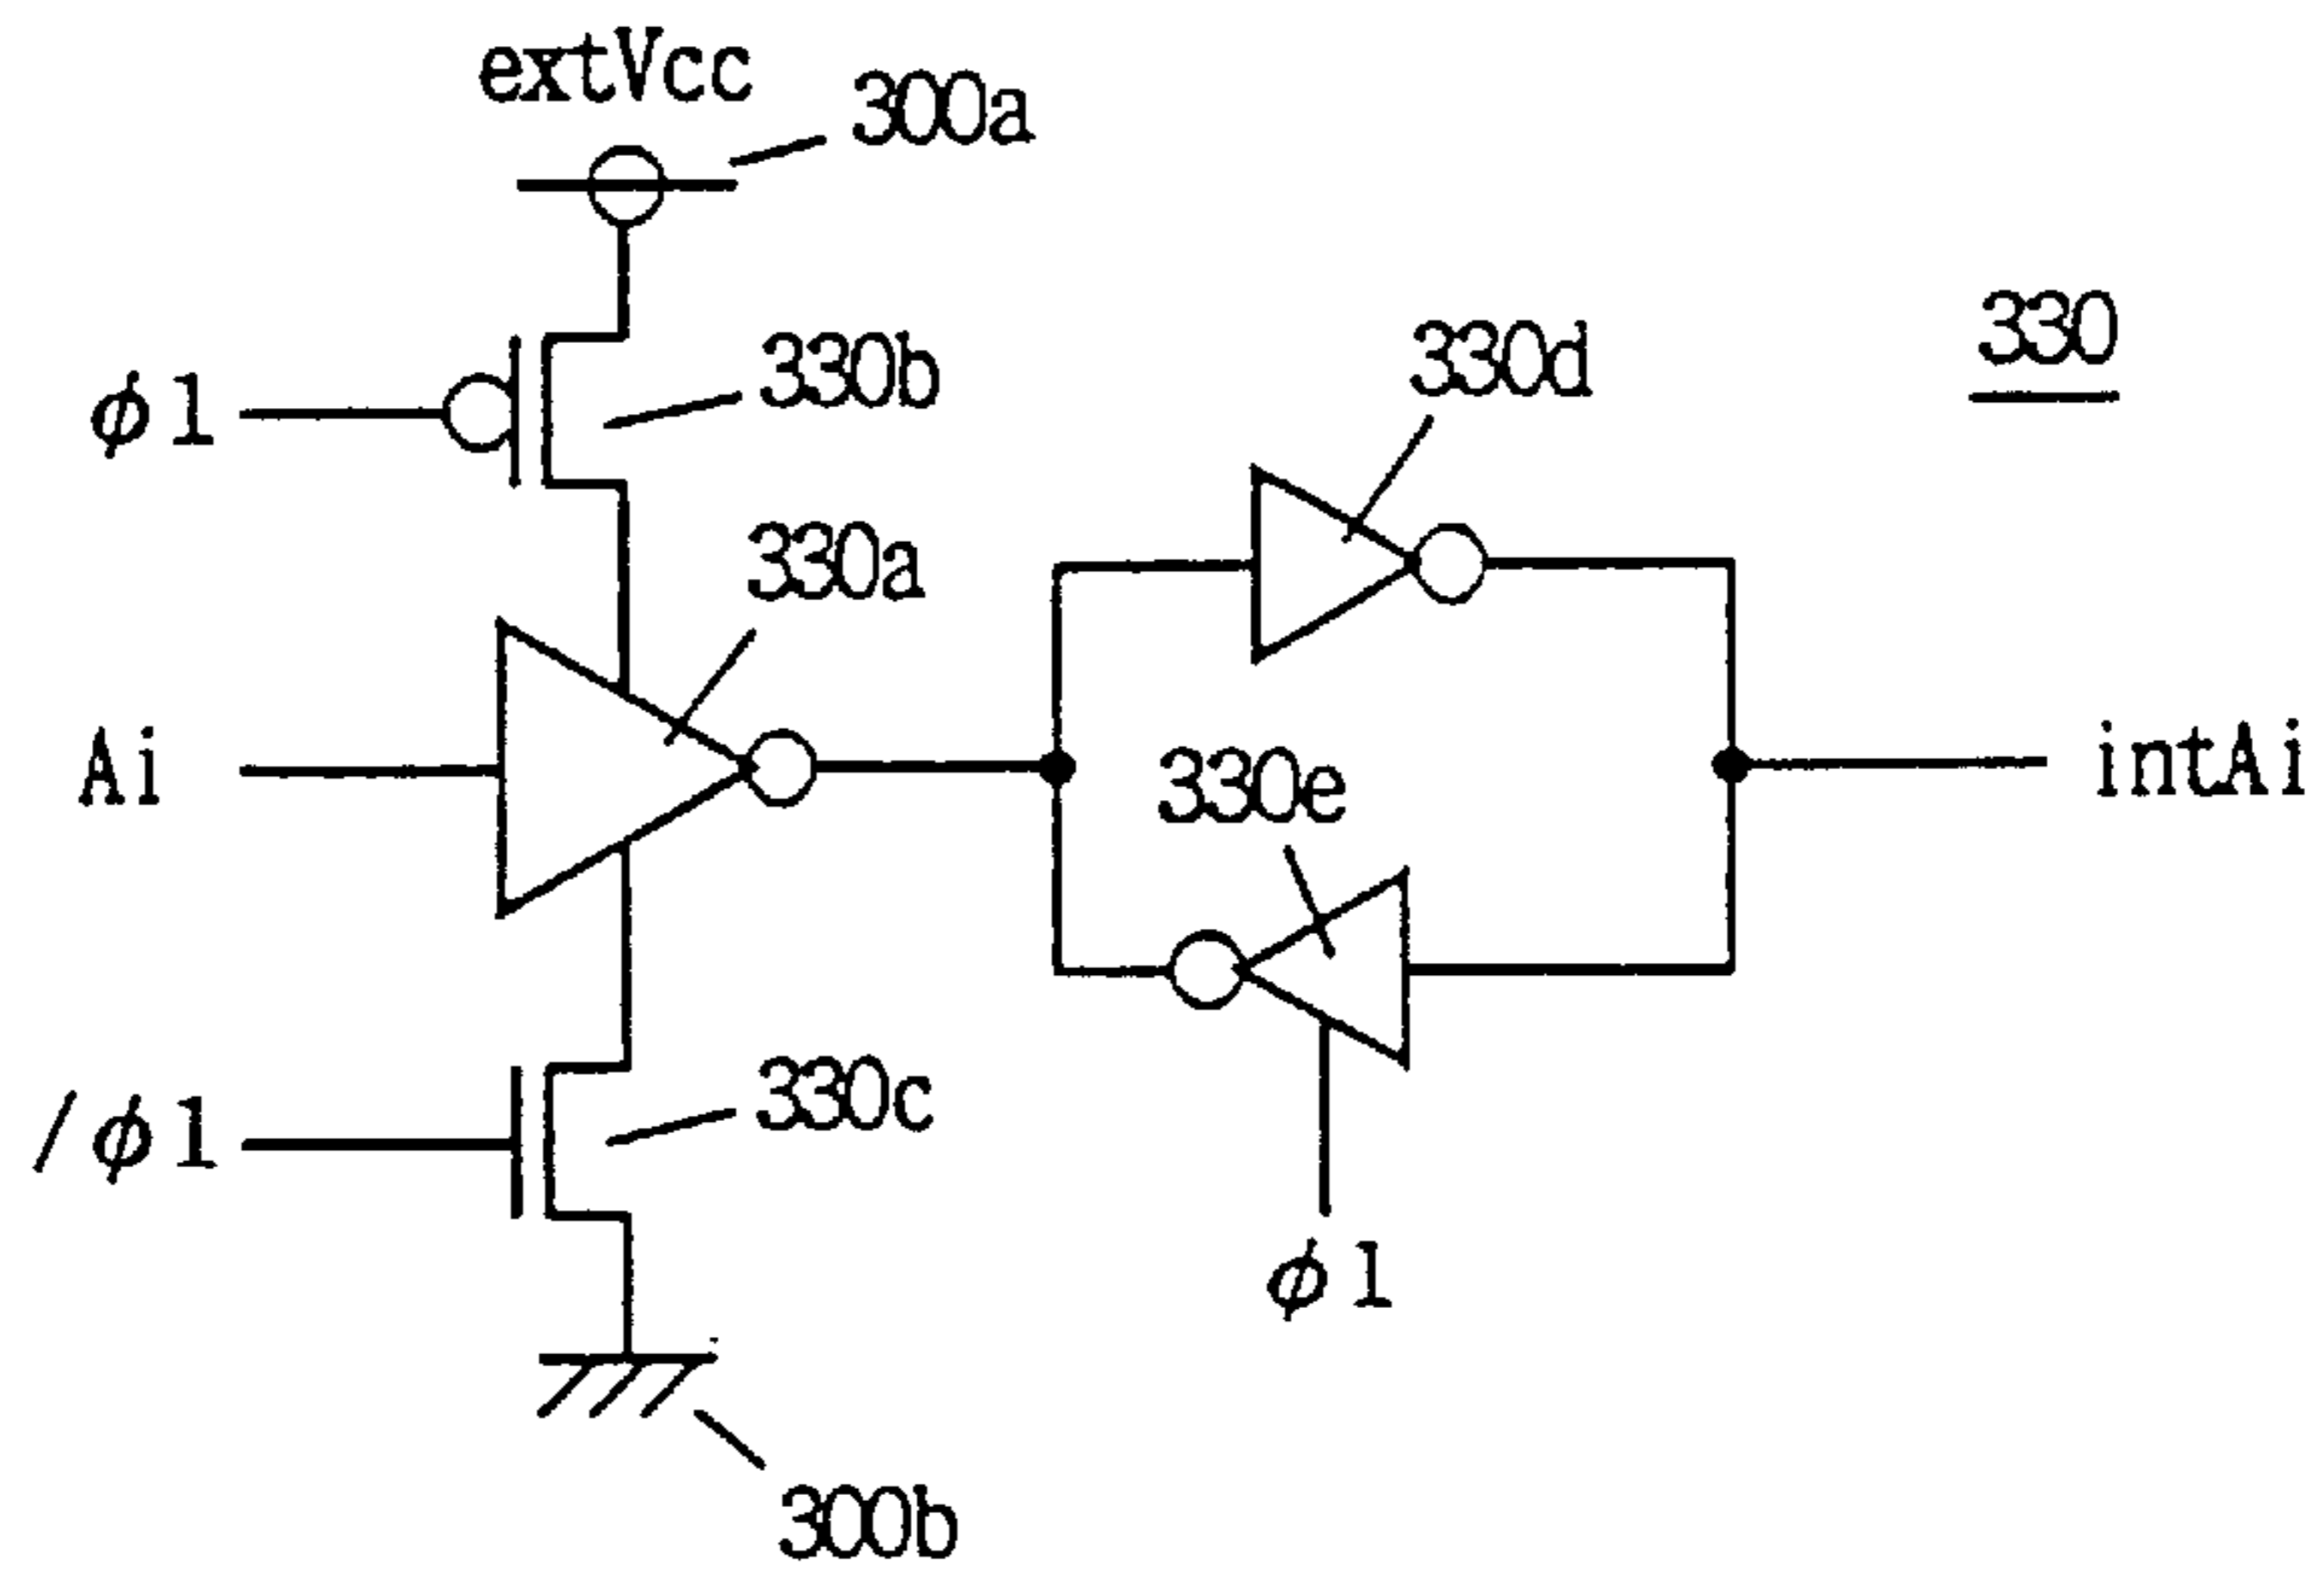 extVcc
300a
330
330b
330d
φ1
330a
Ai
330e
intAi
330c
/φ1
φ1
300b